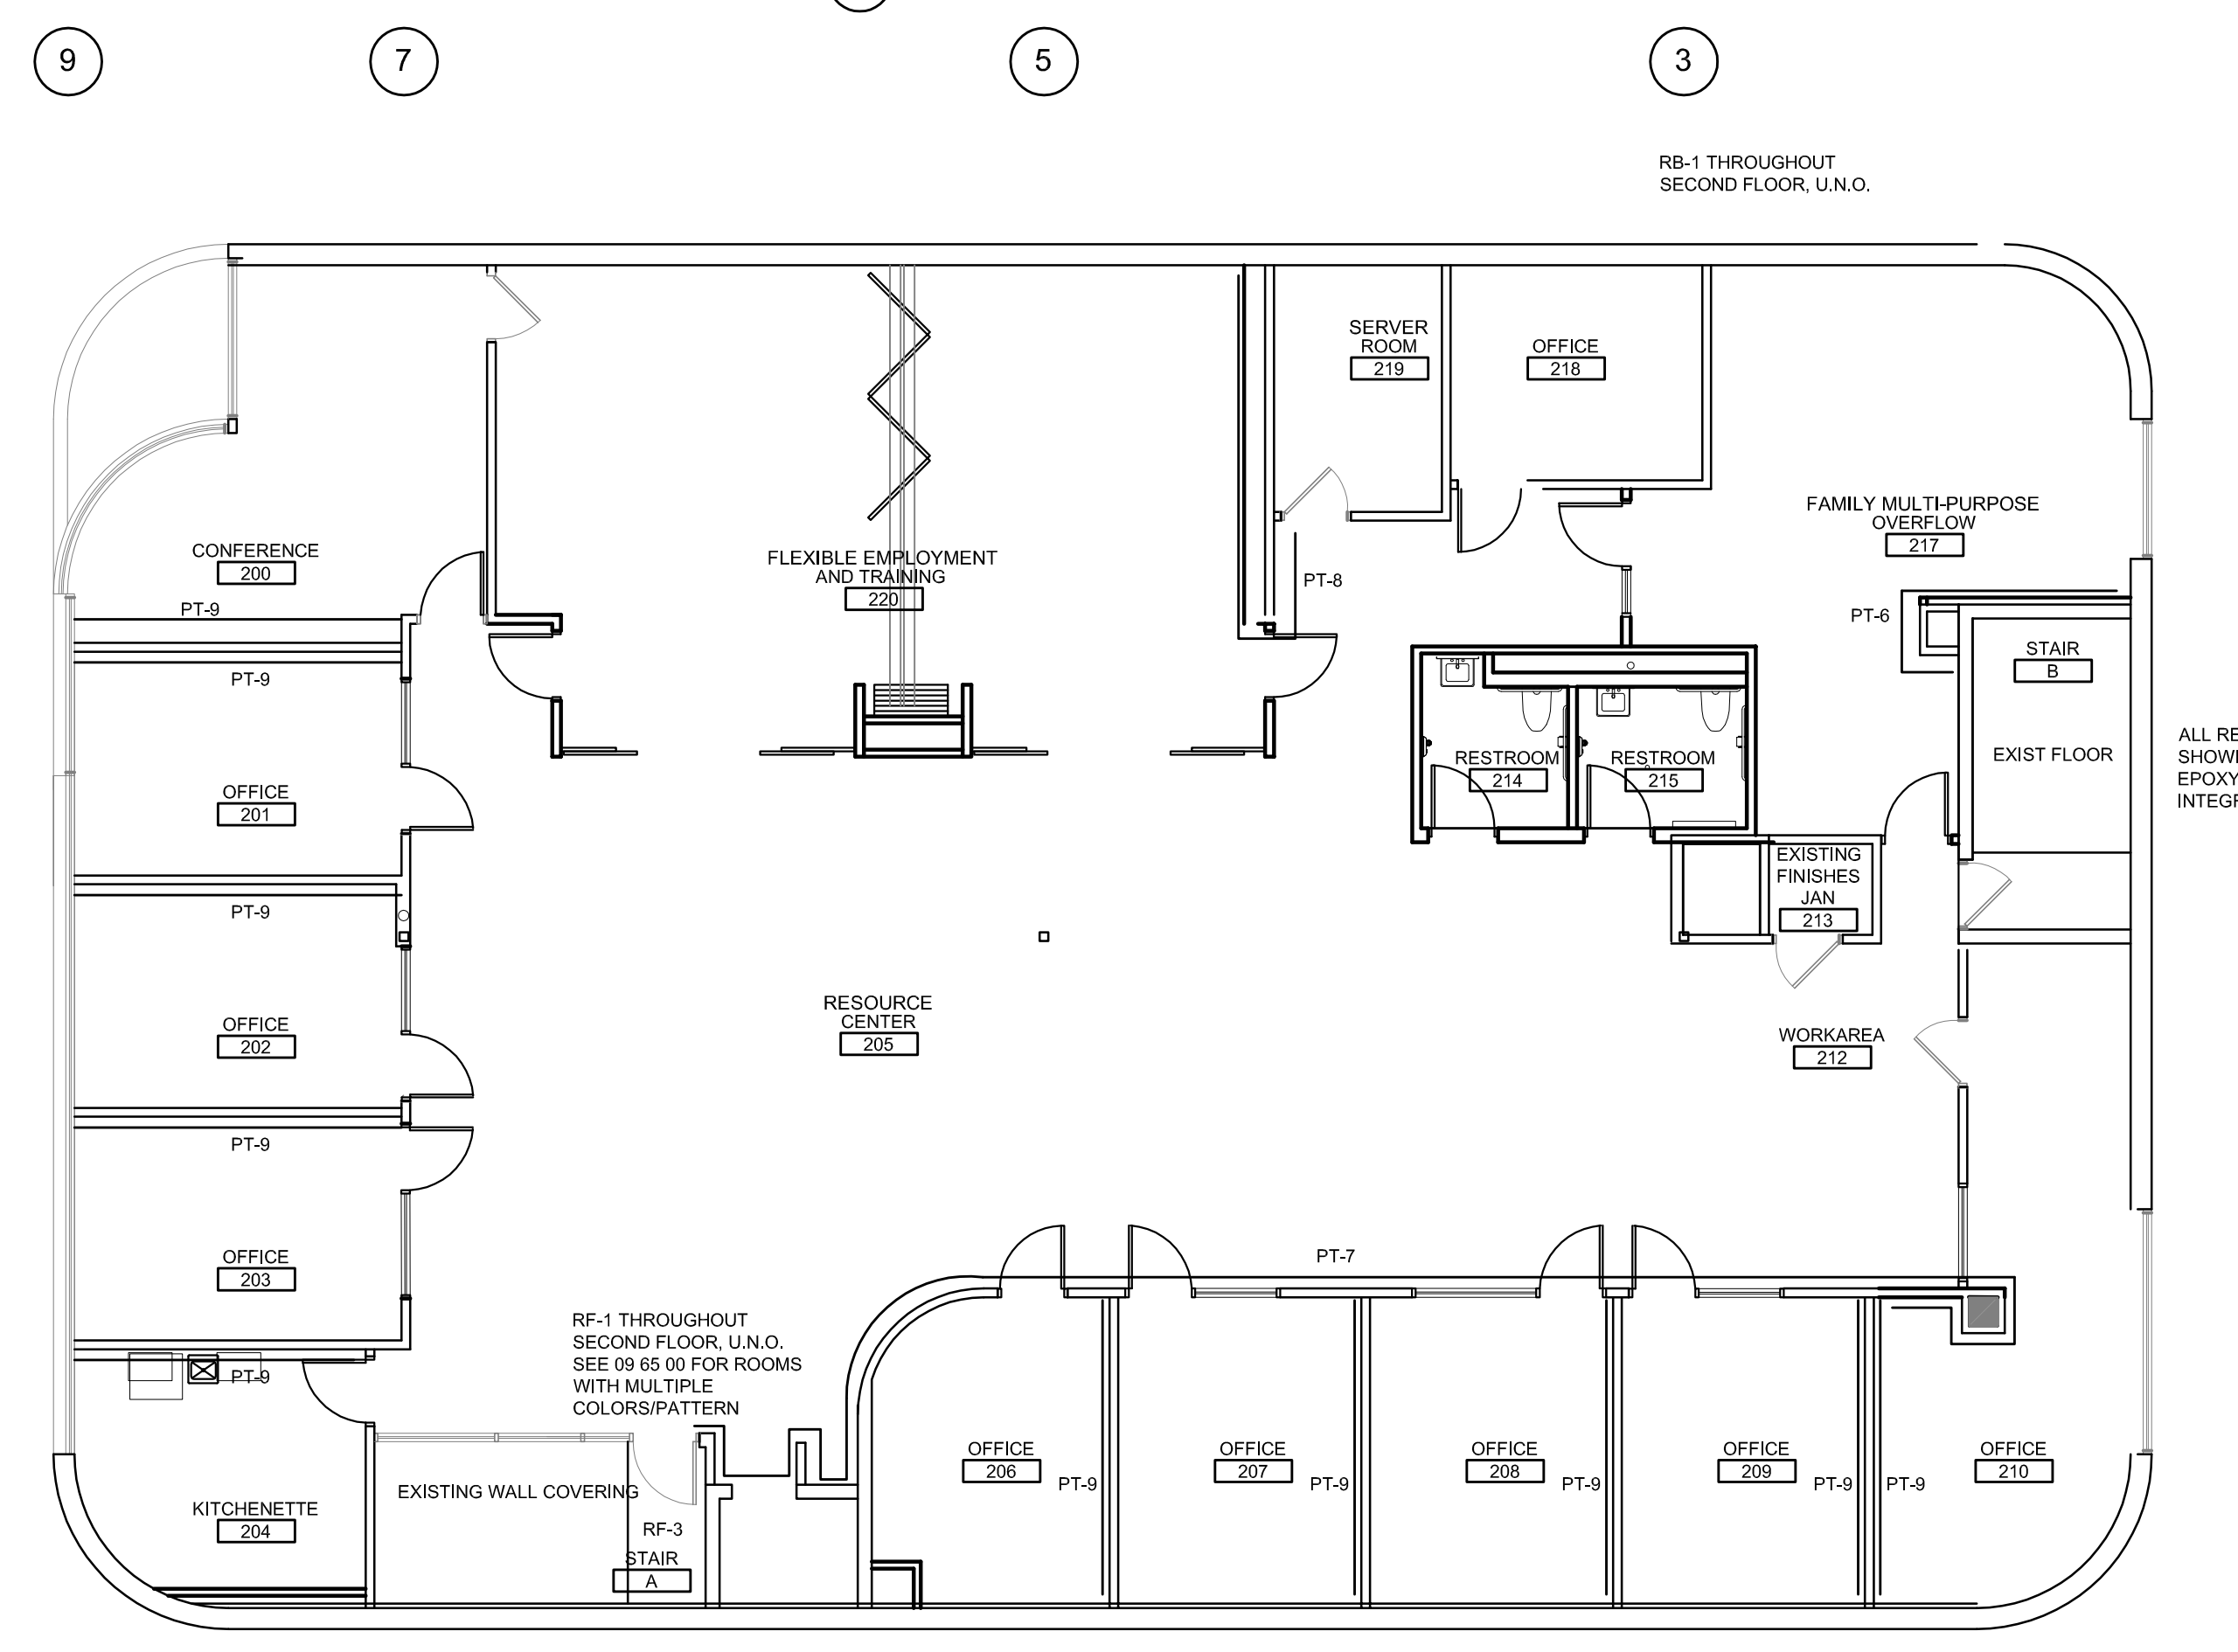 9
7
5
3
RB-1 THROUGHOUT
SECOND FLOOR, U.N.O.
SERVER
ROOM
219
OFFICE
218
FAMILY MULTI-PURPOSE
OVERFLOW
217
CONFERENCE
200
FLEXIBLE EMPLOYMENT
AND TRAINING
220
PT-8
PT-9
PT-6
STAIR
B
PT-9
EXIST FLOOR
ALL RE
SHOWE
EPOXY
INTEGR
RESTROOM
214
RESTROOM
215
OFFICE
201
EXISTING
FINISHES
JAN
213
PT-9
RESOURCE
CENTER
205
OFFICE
202
WORKAREA
212
PT-9
OFFICE
203
PT-7
RF-1 THROUGHOUT
SECOND FLOOR, U.N.O.
SEE 09 65 00 FOR ROOMS
WITH MULTIPLE
COLORS/PATTERN
PT-9
OFFICE
206
PT-9
OFFICE
207
PT-9
OFFICE
208
PT-9
OFFICE
209
PT-9
PT-9
OFFICE
210
EXISTING WALL COVERING
KITCHENETTE
204
RF-3
STAIR
A